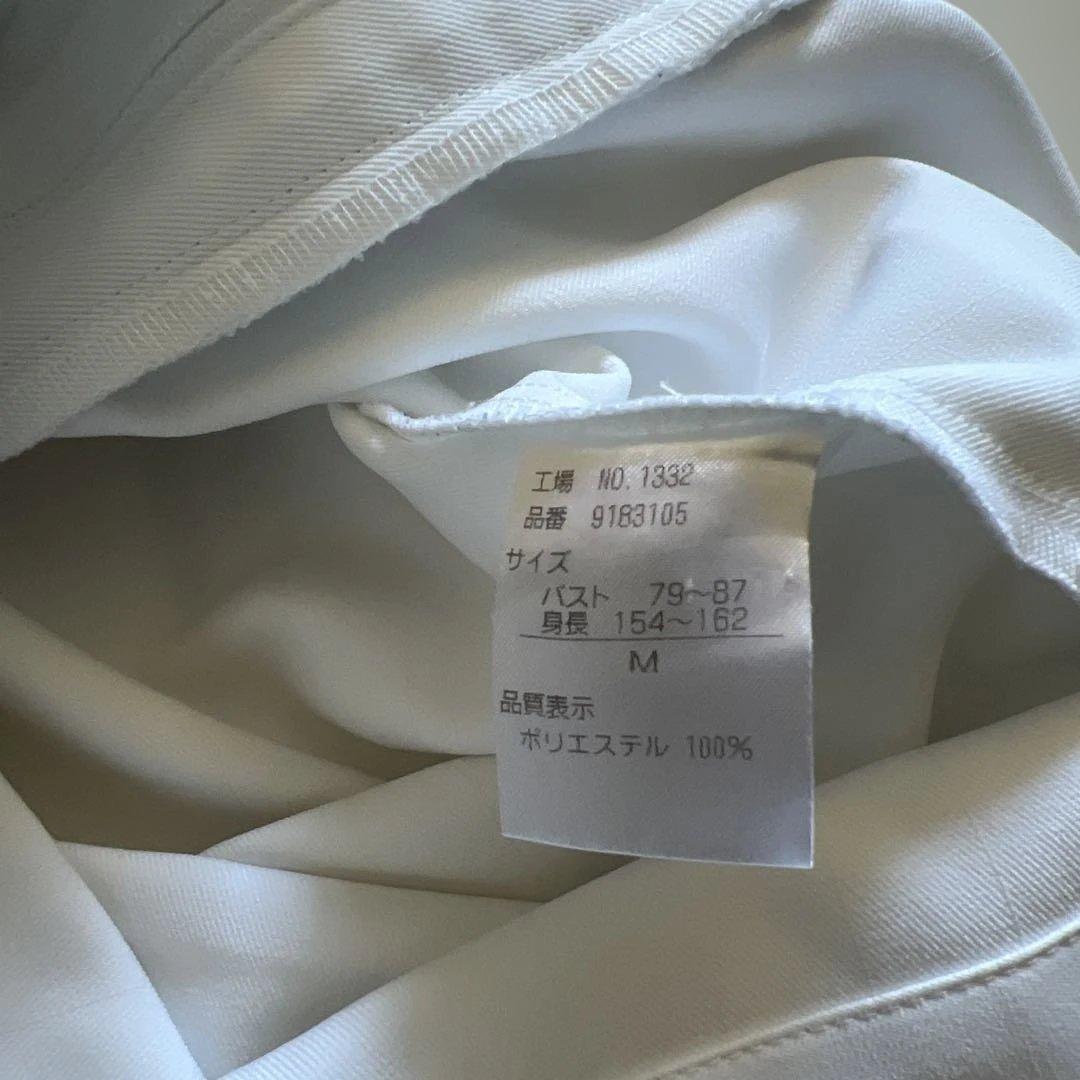 工場 NO.1332
品番 9183105
サイズ
バスト 79〜87
身長 154〜162
M
品質表示
ポリエステル 100%